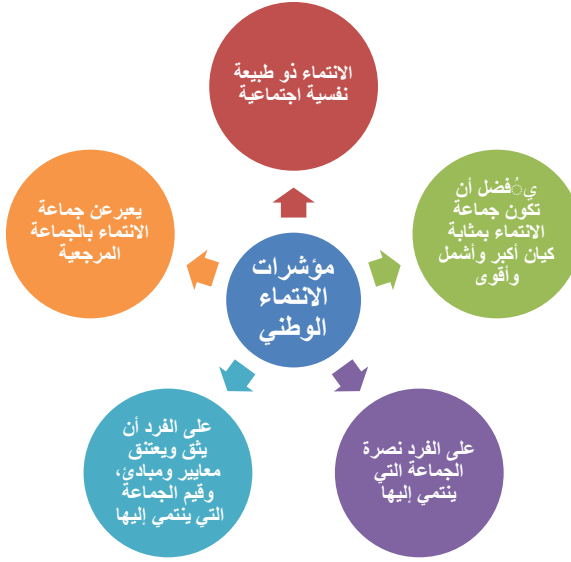 الانتماء ذو طبيعة
نفسية اجتماعية
يُفضل أن
تكون جماعة
الانتماء بمثابة
كيان أكبر وأشمل
وأقوى
على الفرد نصرة
الجماعة التي
ينتمي إليها
على الفرد أن
يثق ويعتنق
معايير ومبادئ،
وقيم الجماعة
التي ينتمي إليها
يعبرعن جماعة
الانتماء بالجماعة
المرجعية
مؤشرات
الانتماء
الوطني